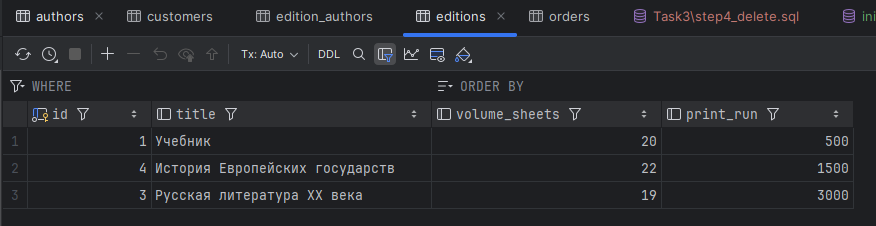 authors customers edition_authors editions orders Task3\step4_delete.sql ini
Tx: Auto DDL
WHERE ORDER BY
id title volume_sheets print_run
1 1 Учебник 20 500
2 4 История Европейских государств 22 1500
3 3 Русская литература XX века 19 3000